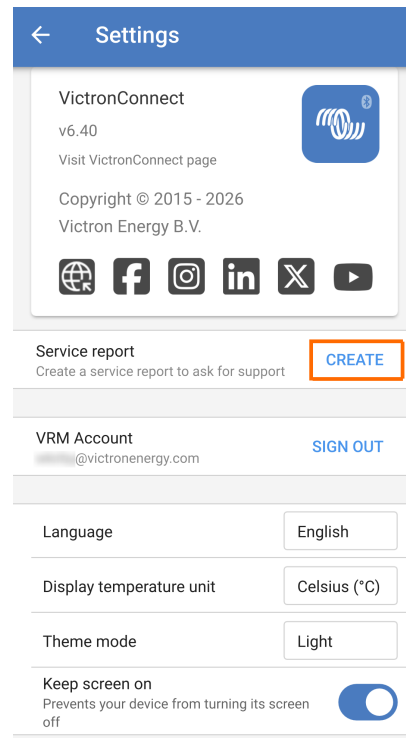 Settings
VictronConnect
v6.40
Visit VictronConnect page
Copyright © 2015 - 2026
Victron Energy B.V.
Service report
Create a service report to ask for support
CREATE
VRM Account
@victronenergy.com
SIGN OUT
Language
English
Display temperature unit
Celsius (°C)
Theme mode
Light
Keep screen on
Prevents your device from turning its screen
off